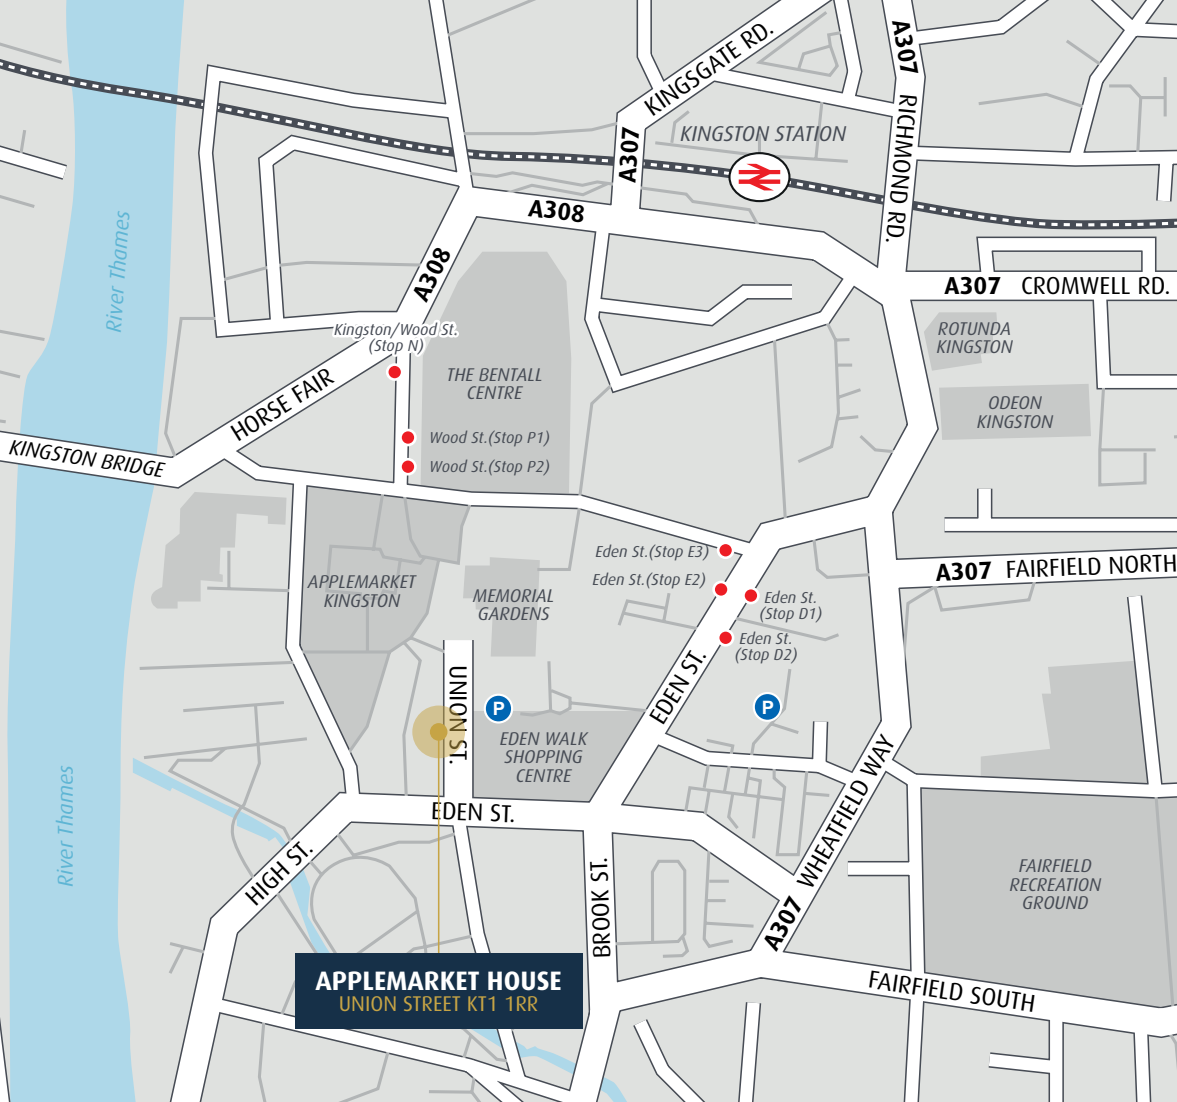 A307
KINGSGATE RD.
RICHMOND RD.
KINGSTON STATION
A307
River Thames
A308
A308
A307 CROMWELL RD.
Kingston/Wood St.
(Stop N)
ROTUNDA
KINGSTON
THE BENTALL
CENTRE
HORSE FAIR
ODEON
KINGSTON
Wood St.(Stop P1)
KINGSTON BRIDGE
Wood St.(Stop P2)
Eden St.(Stop E3)
A307 FAIRFIELD NORTH
Eden St.(Stop E2)
APPLEMARKET
KINGSTON
MEMORIAL
GARDENS
Eden St.
(Stop D1)
Eden St.
(Stop D2)
UNION ST.
EDEN ST.
P
P
EDEN WALK
SHOPPING
CENTRE
River Thames
EDEN ST.
A307 WHEATFIELD WAY
HIGH ST.
BROOK ST.
FAIRFIELD
RECREATION
GROUND
APPLEMARKET HOUSE
UNION STREET KT1 1RR
FAIRFIELD SOUTH